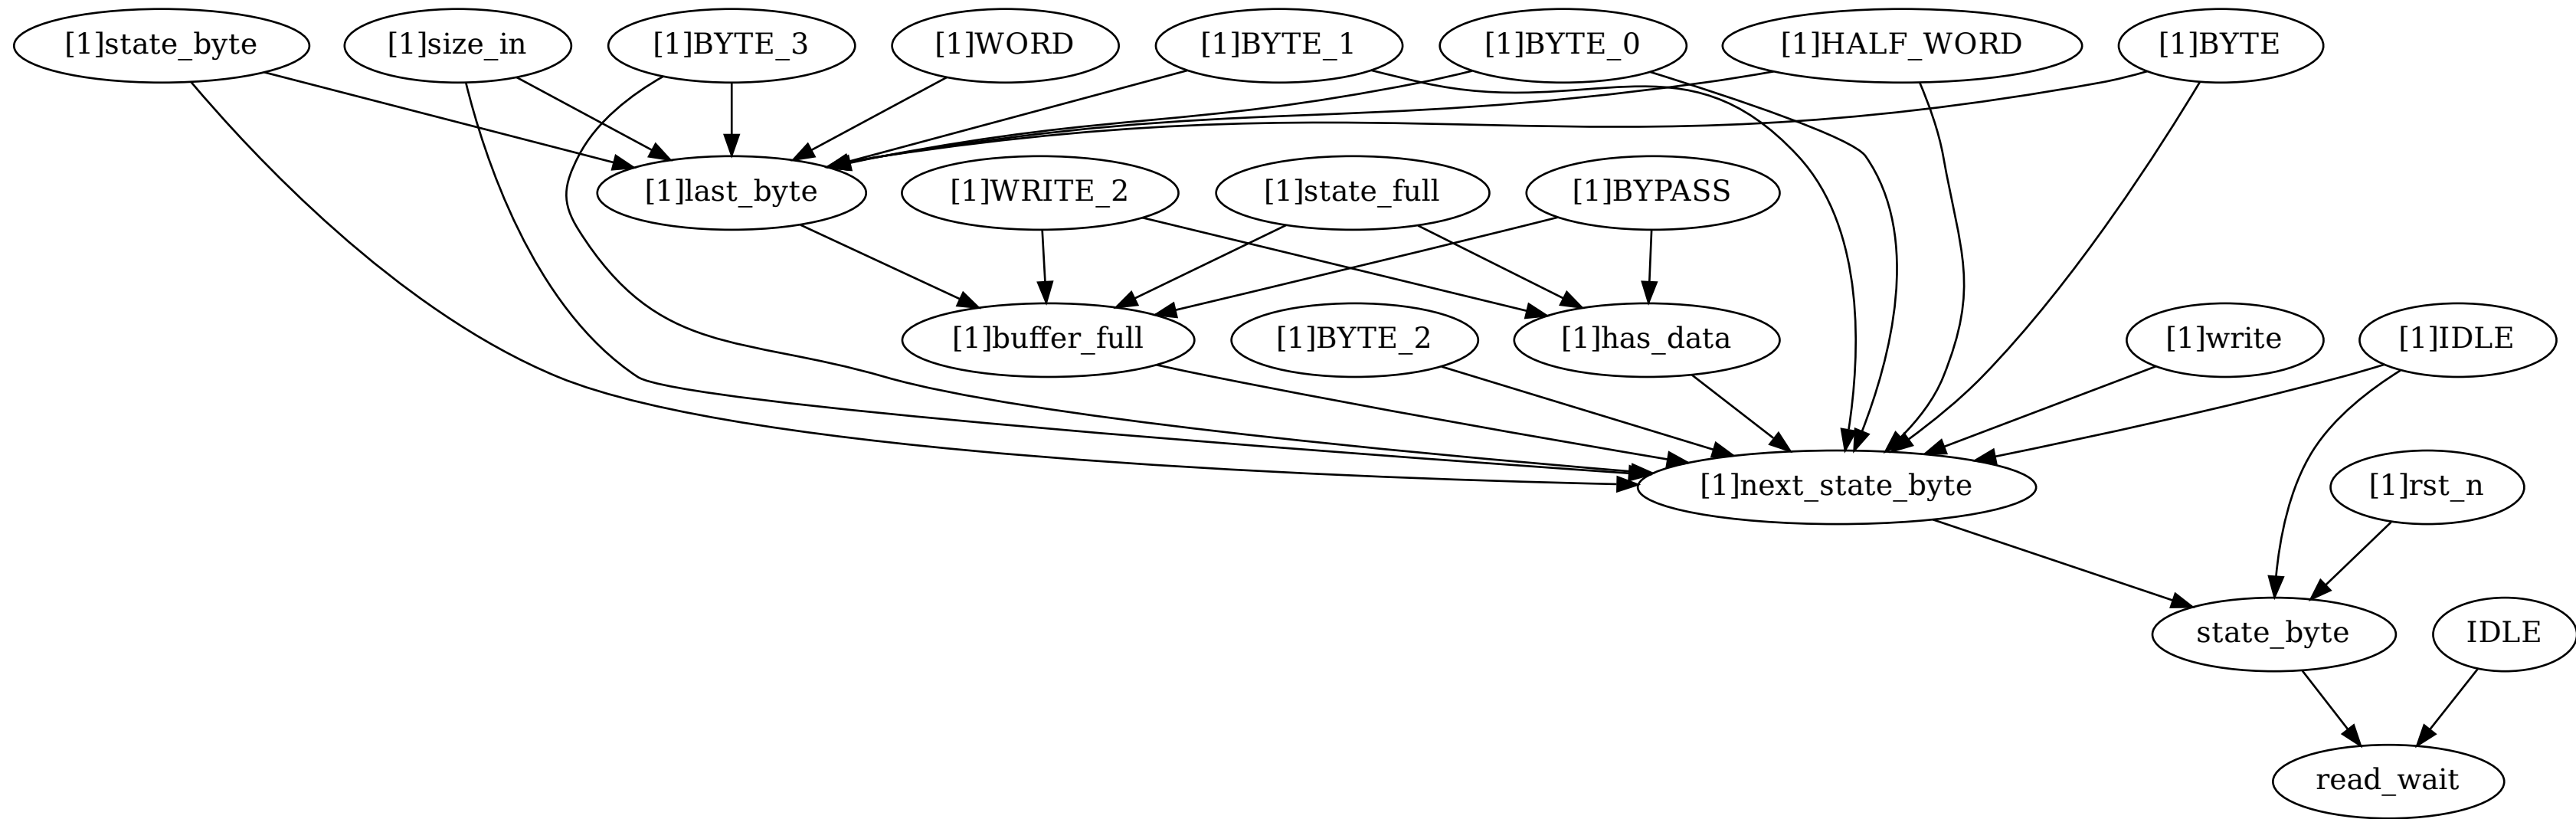 [1]state_byte
[1]size_in
[1]BYTE_3
[1]WORD
[1]BYTE_1
[1]BYTE_0
[1]HALF_WORD
[1]BYTE
[1]last_byte
[1]WRITE_2
[1]state_full
[1]BYPASS
[1]buffer_full
[1]BYTE_2
[1]has_data
[1]write
[1]IDLE
[1]next_state_byte
[1]rst_n
state_byte
IDLE
read_wait